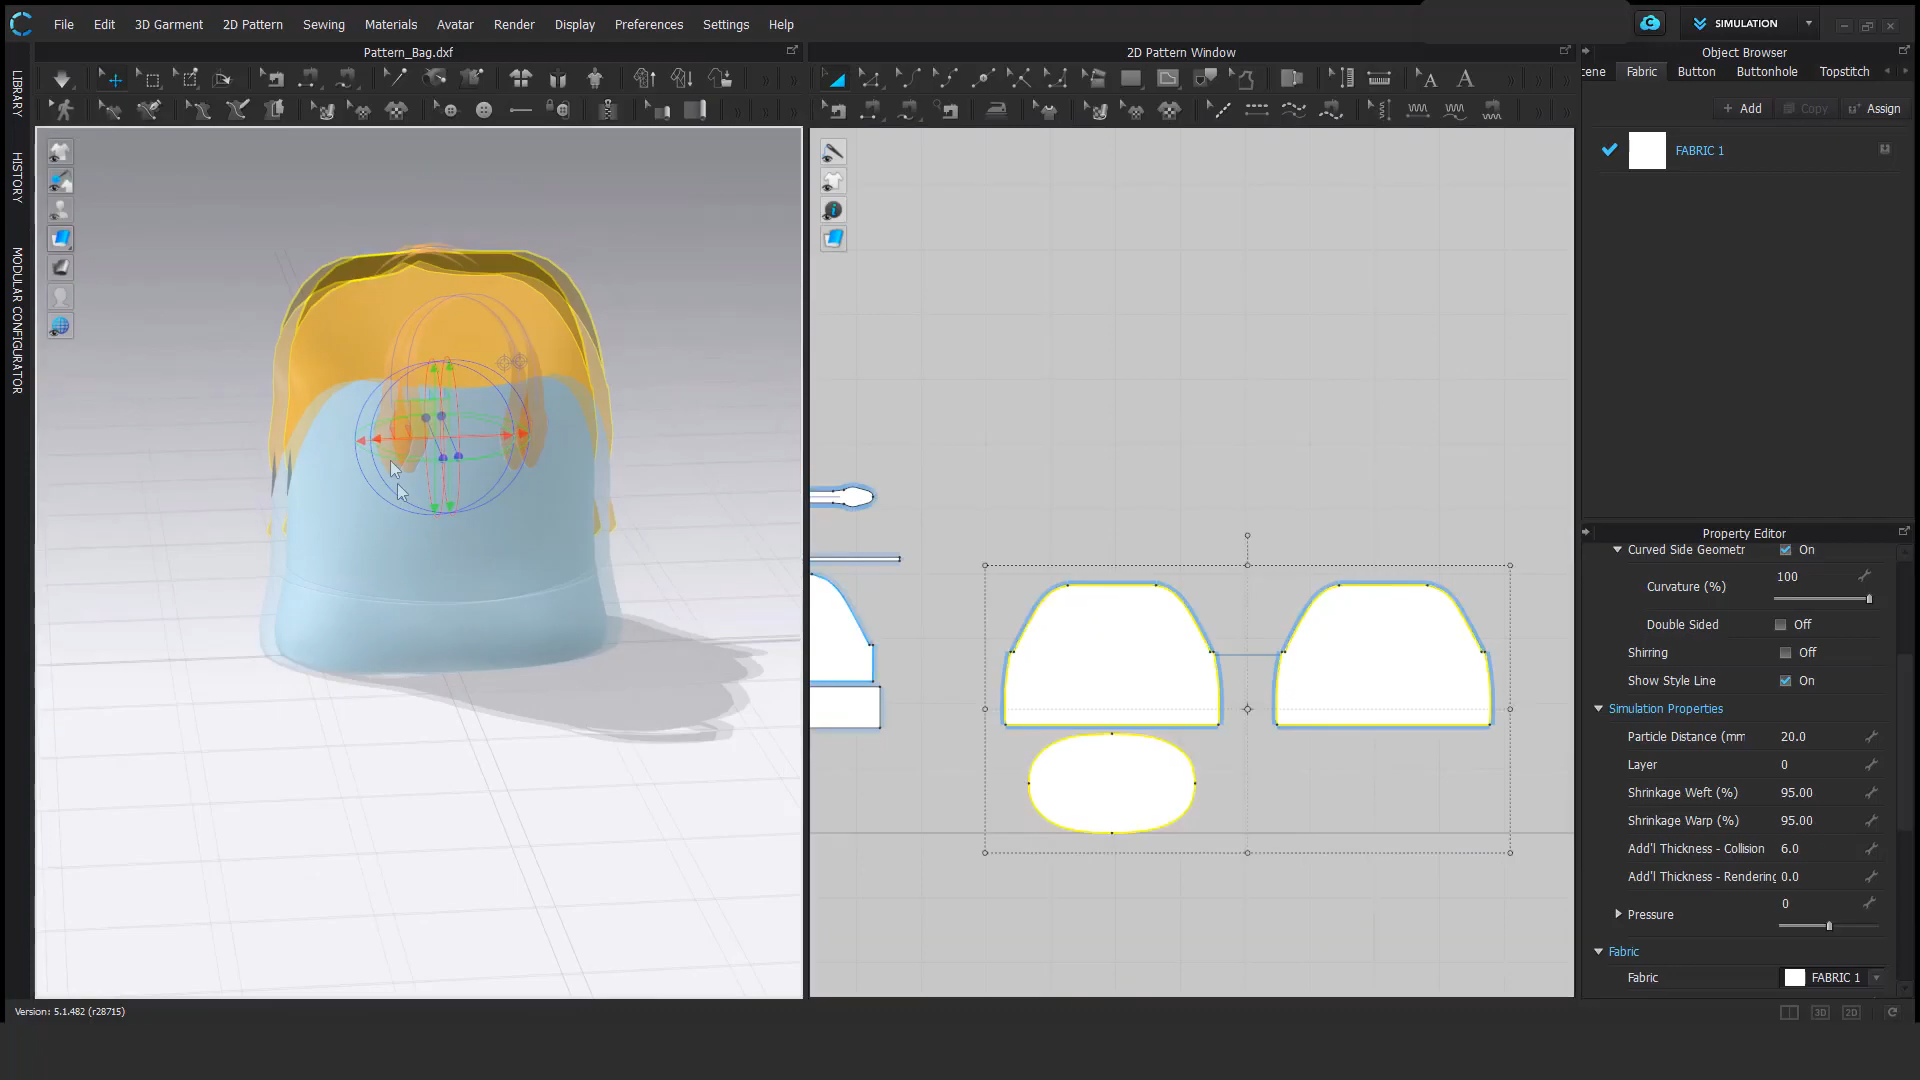 File Edit 3D Garment 2D Pattern Sewing Materials Avatar Render Display Preferences Settings Help
SIMULATION
Pattern_Bag.dxf
2D Pattern Window
Object Browser
cene Fabric Button Buttonhole Topstitch
+ Add Copy Assign
FABRIC 1
LIBRARY
HISTORY
MODULAR CONFIGURATOR
Property Editor
Curved Side Geometr On
Curvature (%) 100
Double Sided Off
Shirring Off
Show Style Line On
Simulation Properties
Particle Distance (mm 20.0
Layer 0
Shrinkage Weft (%) 95.00
Shrinkage Warp (%) 95.00
Add'l Thickness - Collision 6.0
Add'l Thickness - Rendering 0.0
Pressure 0
Fabric
Fabric FABRIC 1
Version: 5.1.482 (r28715)
3D 2D